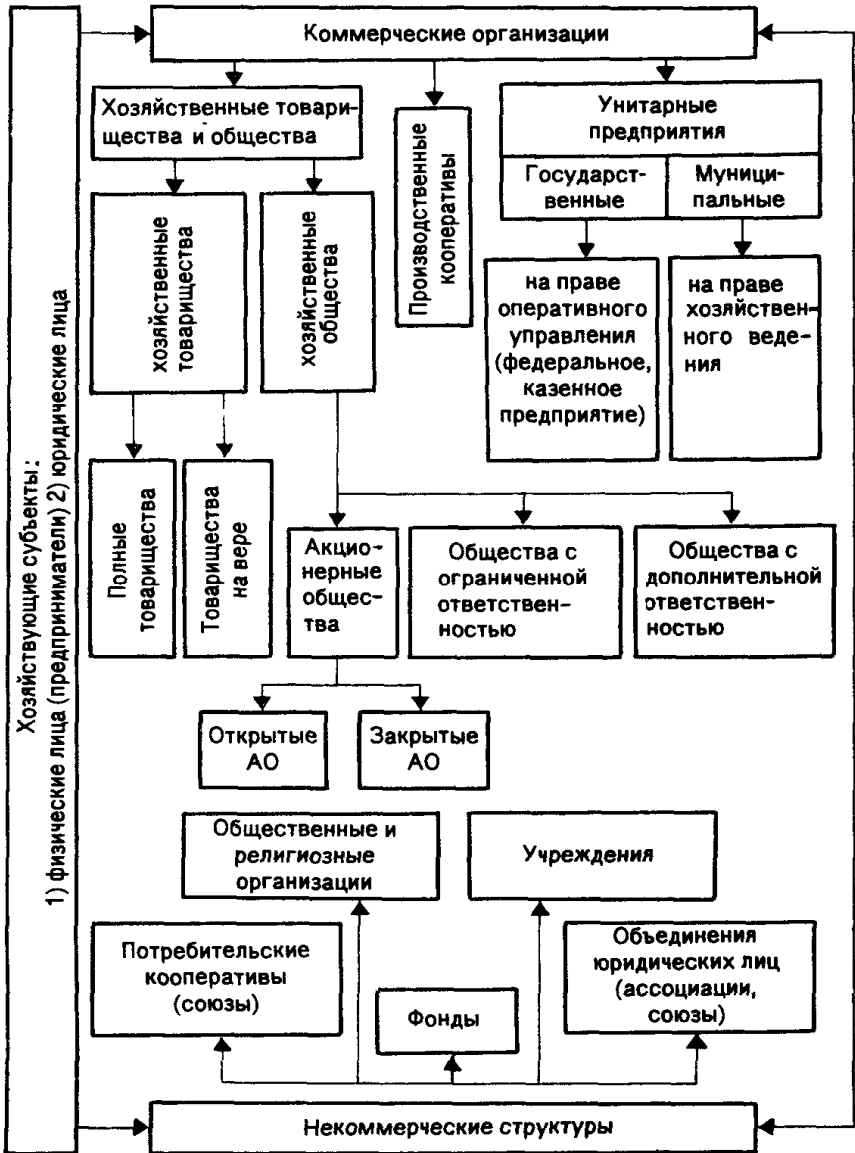 Хозяйствующие субъекты:
1) физические лица (предприниматели) 2) юридические лица
Коммерческие организации
Хозяйственные товари-
щества и общества
Производственные
кооперативы
Унитарные
предприятия
Государст-
венные
Муници-
пальные
хозяйственные
товарищества
хозяйственные
общества
на праве
оперативного
управления
(федеральное,
казенное
предприятие)
на праве
хозяйствен-
ного веде-
ния
Полные
товарищества
Товарищества
на вере
Акцио-
нерные
общес-
тва
Общества с
ограниченной
ответствен-
ностью
Общества с
дополнительной
ответствен-
ностью
Открытые
АО
Закрытые
АО
Общественные и
религиозные
организации
Учреждения
Потребительские
кооперативы
(союзы)
Фонды
Объединения
юридических лиц
(ассоциации,
союзы)
Некоммерческие структуры